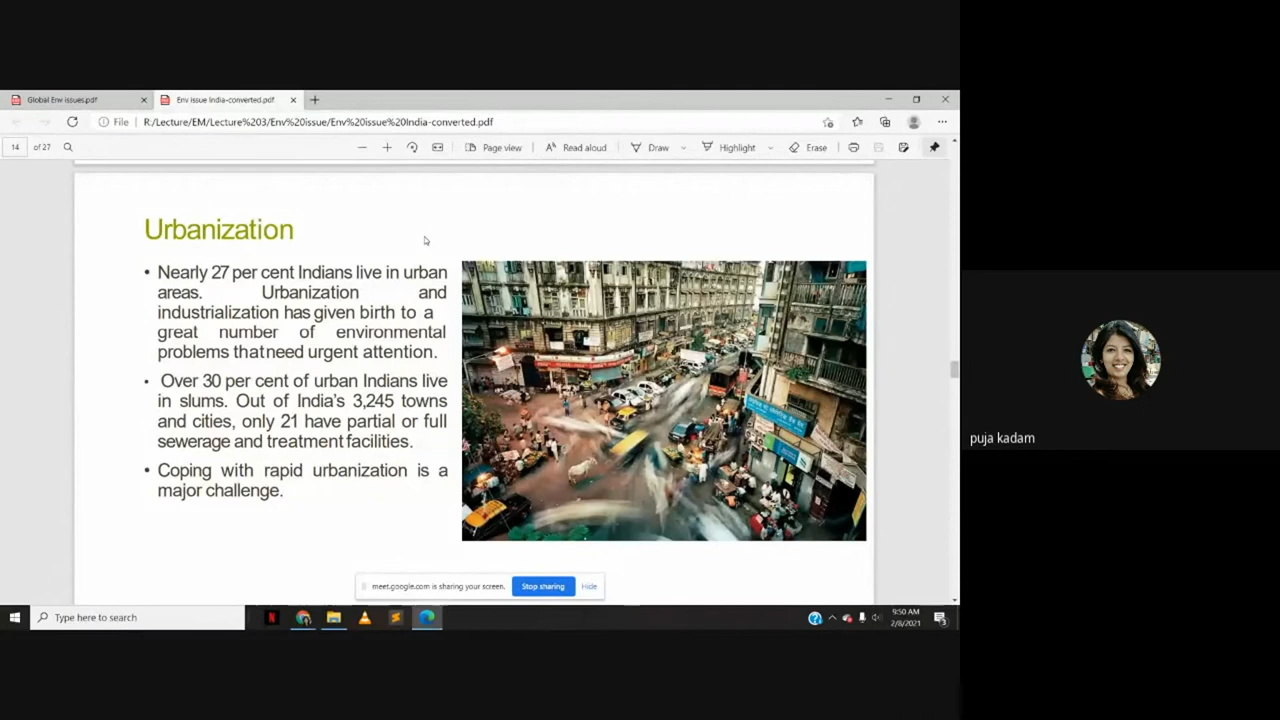 Global Env issues.pdf
Env issue India-converted.pdf
File
R:/Lecture/EM/Lecture%203/Env%20issue/Env%20issue%20India-converted.pdf
14 of 27
Page view
Read aloud
Draw
Highlight
Erase
Urbanization
• Nearly 27 per cent Indians live in urban
areas. Urbanization and
industrialization has given birth to a
great number of environmental
problems that need urgent attention.
• Over 30 per cent of urban Indians live
in slums. Out of India's 3,245 towns
and cities, only 21 have partial or full
sewerage and treatment facilities.
• Coping with rapid urbanization is a
major challenge.
puja kadam
meet.google.com is sharing your screen.
Stop sharing
Hide
Type here to search
9:50 AM
2/8/2021
3